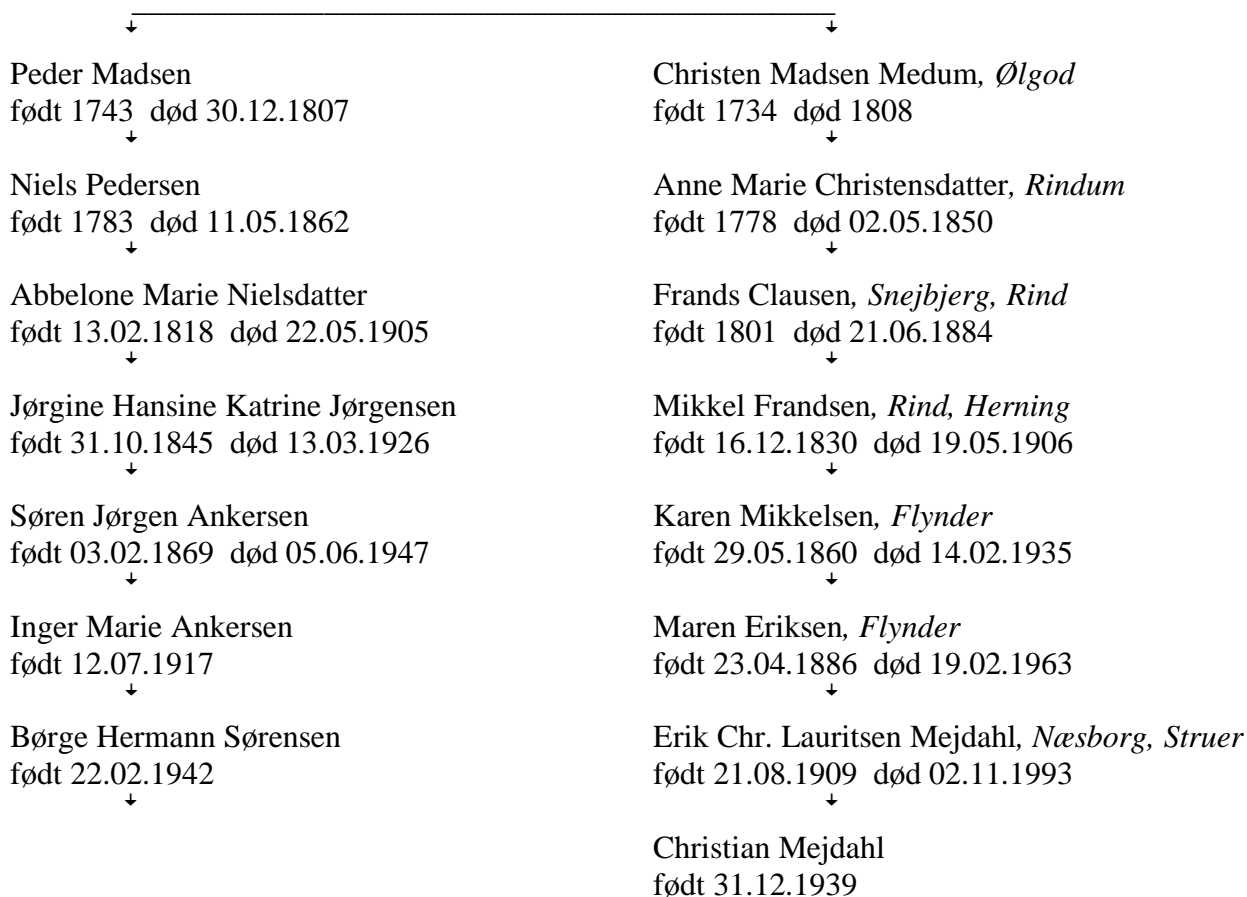 Peder Madsen
født 1743 død 30.12.1807
Niels Pedersen
født 1783 død 11.05.1862
Abbelone Marie Nielsdatter
født 13.02.1818 død 22.05.1905
Jørgine Hansine Katrine Jørgensen
født 31.10.1845 død 13.03.1926
Søren Jørgen Ankersen
født 03.02.1869 død 05.06.1947
Inger Marie Ankersen
født 12.07.1917
Børge Hermann Sørensen
født 22.02.1942
Christen Madsen Medum, Ølgod
født 1734 død 1808
Anne Marie Christensdatter, Rindum
født 1778 død 02.05.1850
Frands Clausen, Snejbjerg, Rind
født 1801 død 21.06.1884
Mikkel Frandsen, Rind, Herning
født 16.12.1830 død 19.05.1906
Karen Mikkelsen, Flynder
født 29.05.1860 død 14.02.1935
Maren Eriksen, Flynder
født 23.04.1886 død 19.02.1963
Erik Chr. Lauritsen Mejdahl, Næsborg, Struer
født 21.08.1909 død 02.11.1993
Christian Mejdahl
født 31.12.1939